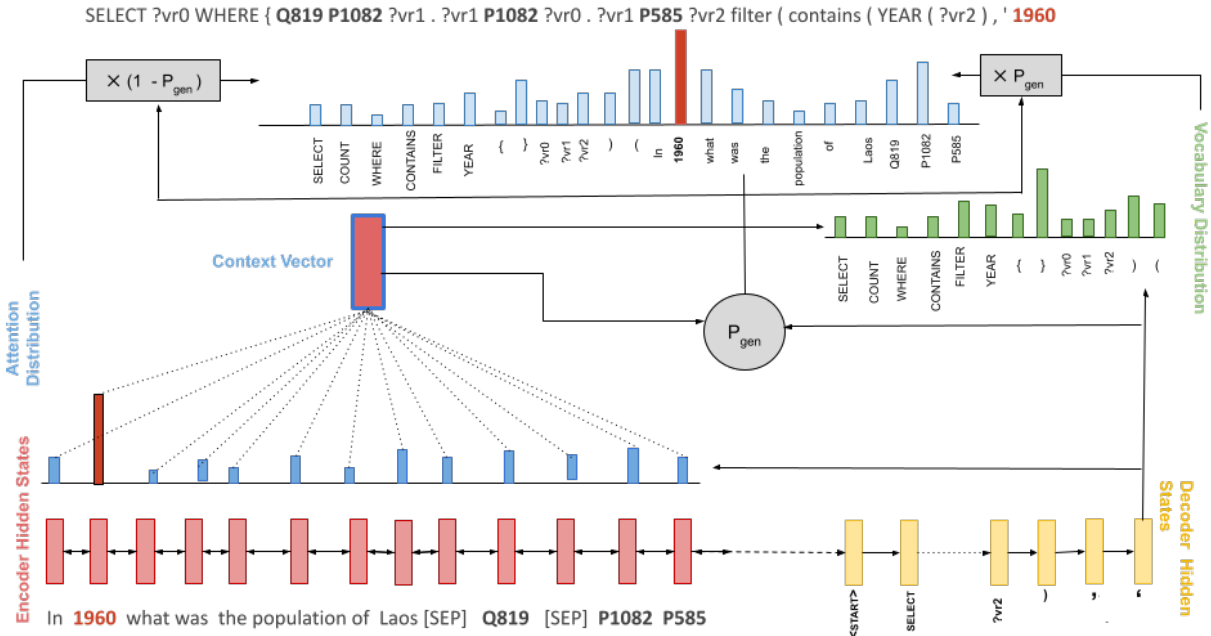 SELECT ?vr0 WHERE { Q819 P1082 ?vr1 . ?vr1 P1082 ?vr0 . ?vr1 P585 ?vr2 filter ( contains ( YEAR ( ?vr2 ) , ' 1960
× (1 - Pgen)
× Pgen
SELECT
COUNT
WHERE
CONTAINS
FILTER
YEAR
{
}
?vr0
?vr1
?vr2
)
(
In
1960
what
was
the
population
of
Laos
Q819
P1082
P585
Vocabulary Distribution
Context Vector
SELECT
COUNT
WHERE
CONTAINS
FILTER
YEAR
{
}
?vr0
?vr1
?vr2
)
(
Attention
Distribution
Pgen
Encoder Hidden States
Decoder Hidden
States
<START>
SELECT
?vr2
)
,
‘
In 1960 what was the population of Laos [SEP] Q819 [SEP] P1082 P585